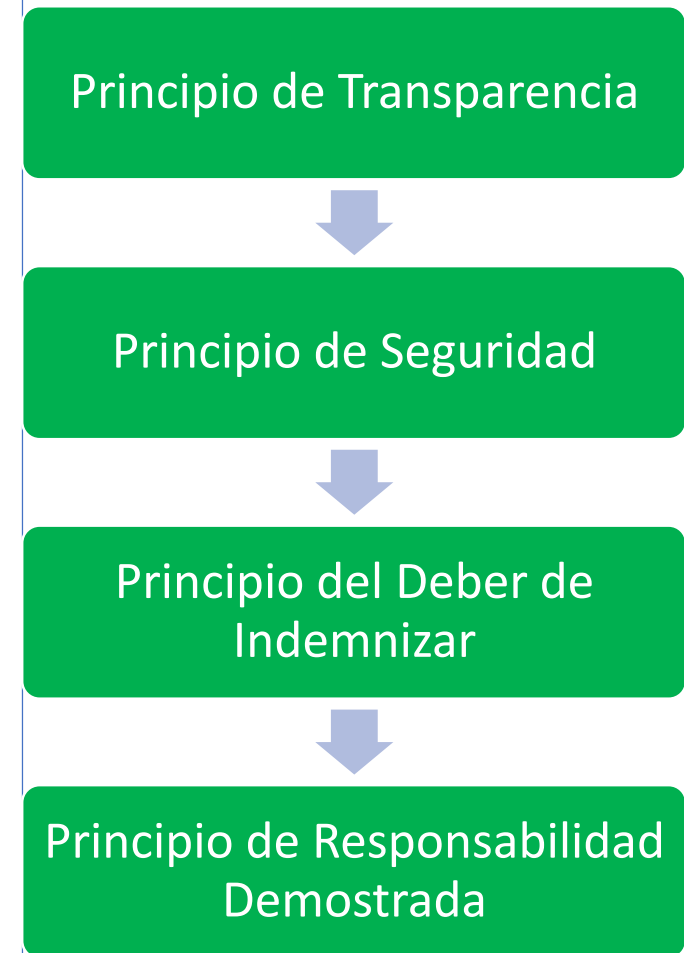 Principio de Transparencia
Principio de Seguridad
Principio del Deber de
Indemnizar
Principio de Responsabilidad
Demostrada